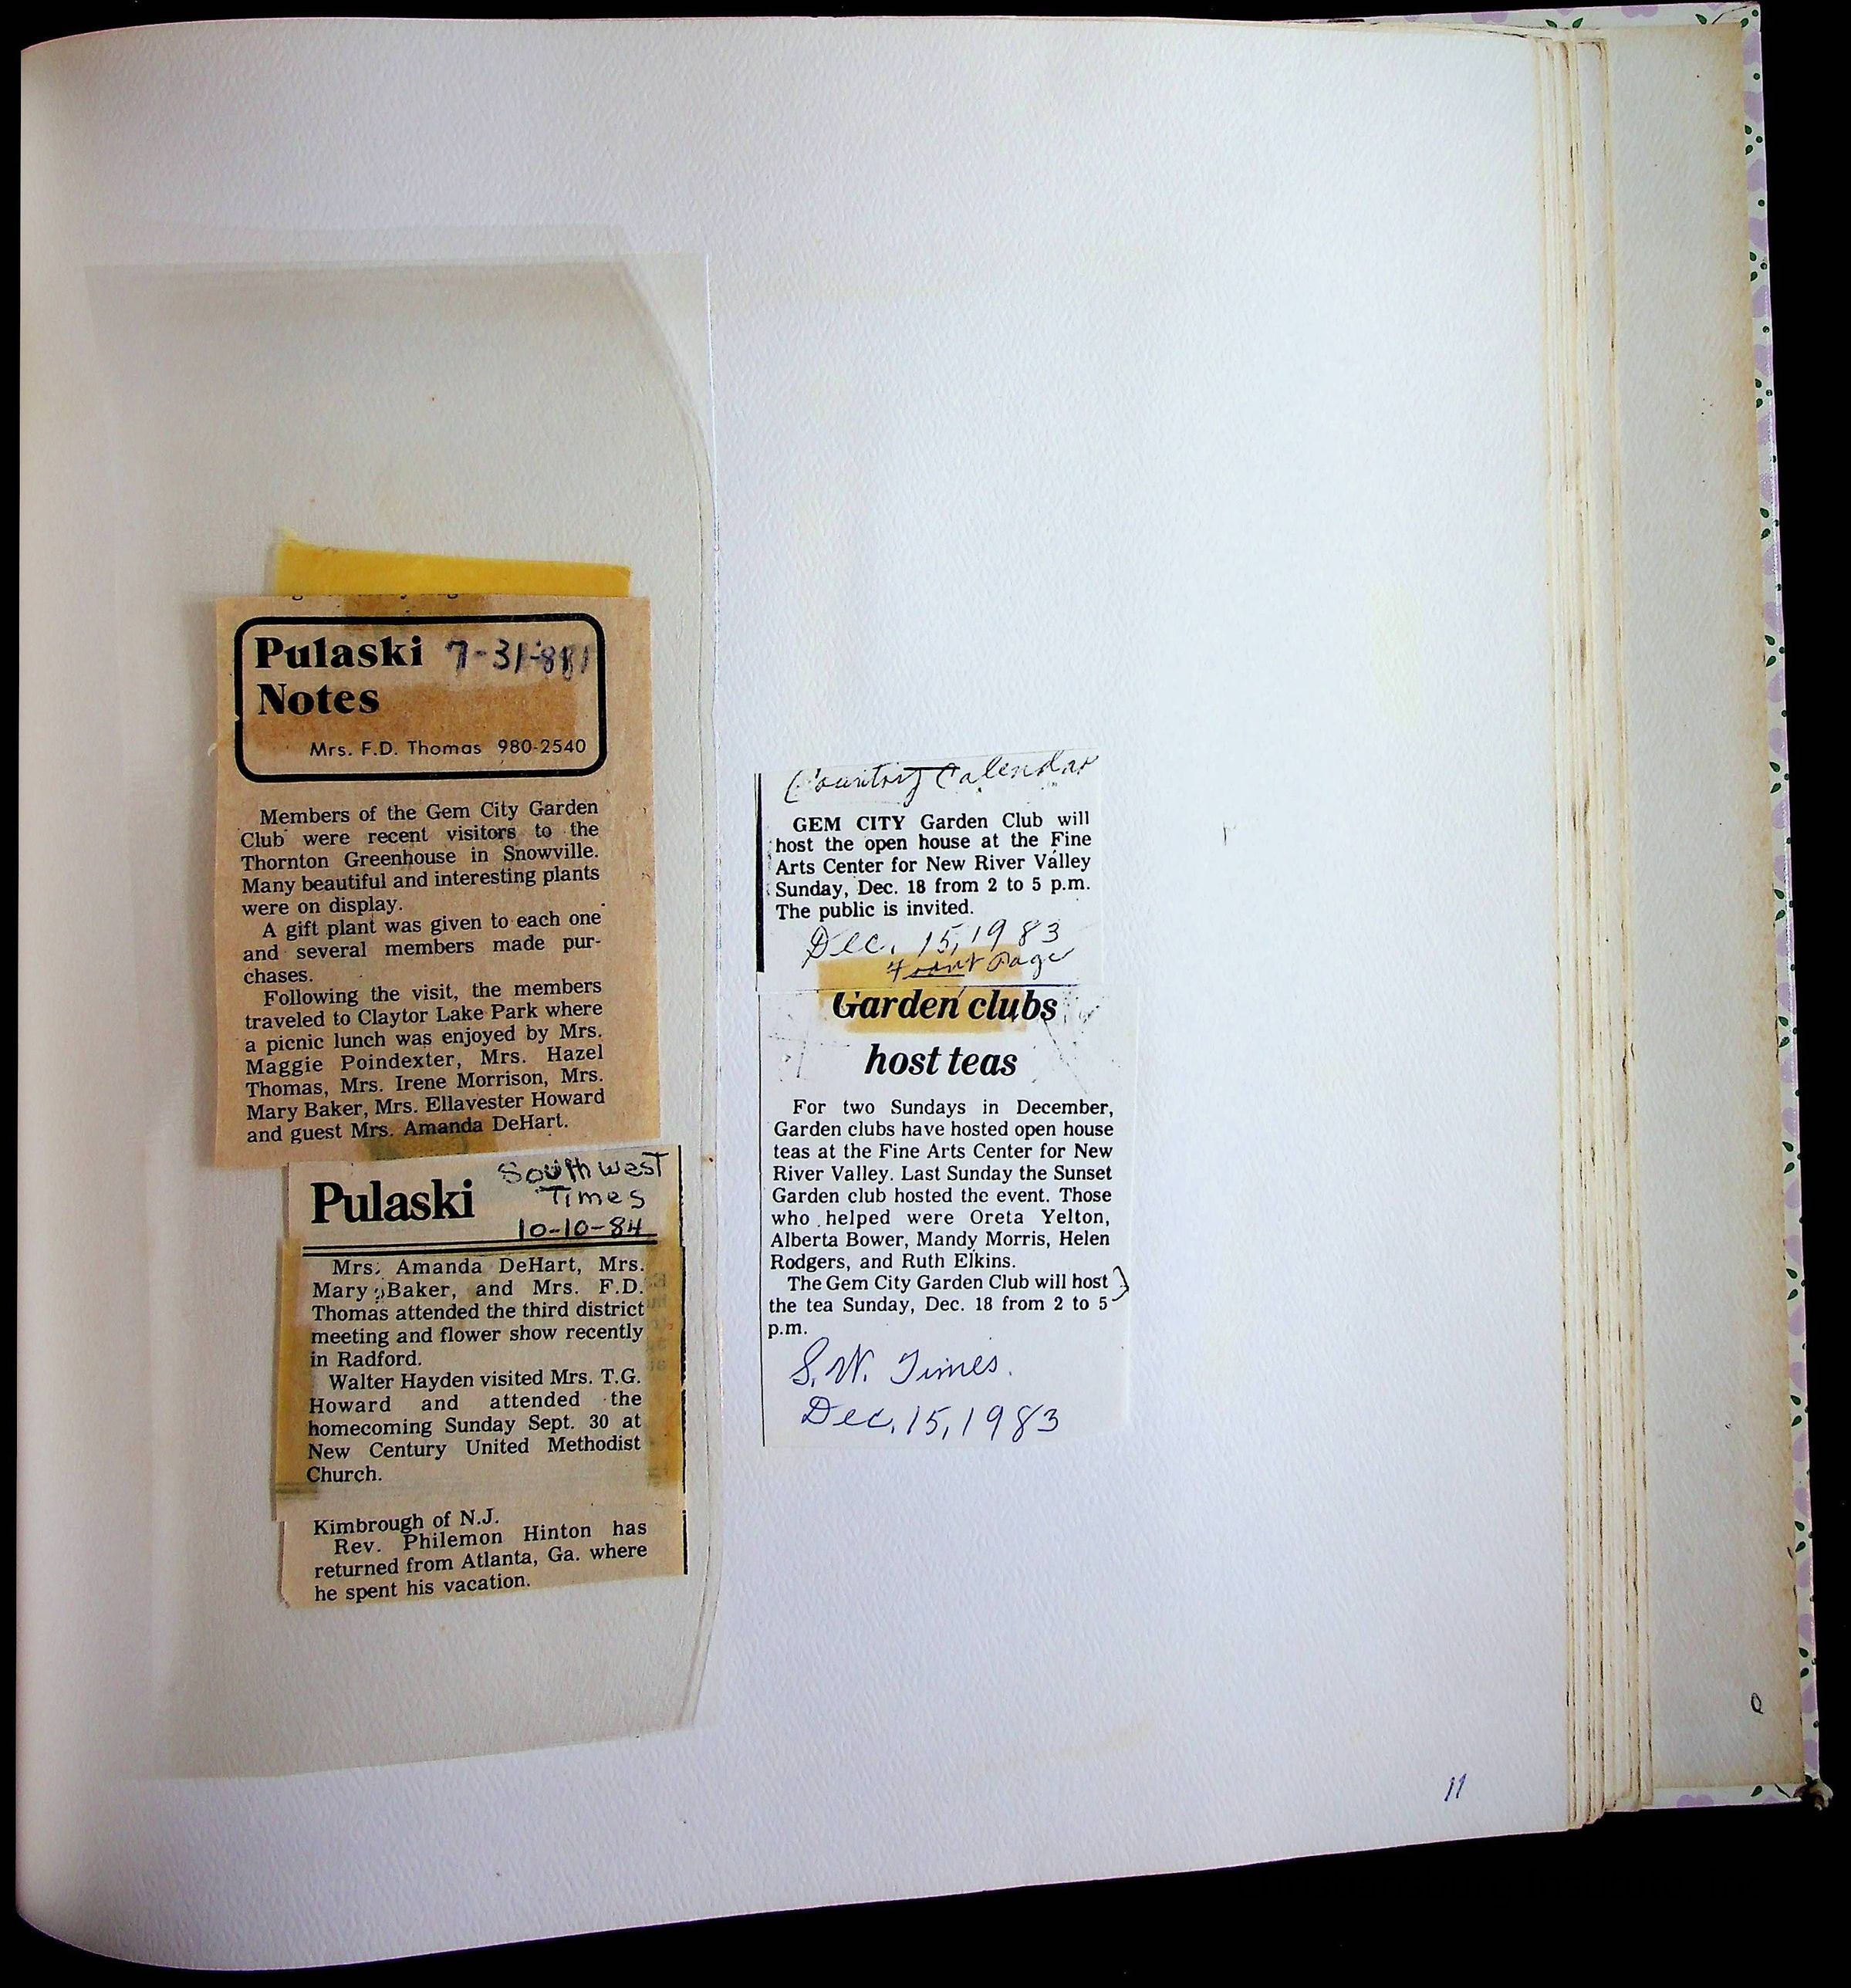 Pulaski 7-31-81
Notes
Mrs. F.D. Thomas 980-2540
Members of the Gem City Garden
Club were recent visitors to the
Thornton Greenhouse in Snowville.
Many beautiful and interesting plants
were on display.
A gift plant was given to each one
and several members made pur-
chases.
Following the visit, the members
traveled to Claytor Lake Park where
a picnic lunch was enjoyed by Mrs.
Maggie Poindexter, Mrs. Hazel
Thomas, Mrs. Irene Morrison, Mrs.
Mary Baker, Mrs. Ellavester Howard
and guest Mrs. Amanda DeHart.
Southwest
Times
Pulaski
10-10-84
Mrs. Amanda DeHart, Mrs.
Mary Baker, and Mrs. F.D.
Thomas attended the third district
meeting and flower show recently
in Radford.
Walter Hayden visited Mrs. T.G.
Howard and attended the
homecoming Sunday Sept. 30 at
New Century United Methodist
Church.
Kimbrough of N.J.
Rev. Philemon Hinton has
returned from Atlanta, Ga. where
he spent his vacation.
Calendar
GEM CITY Garden Club will
host the open house at the Fine
Arts Center for New River Valley
Sunday, Dec. 18 from 2 to 5 p.m.
The public is invited.
Dec. 15, 1983
Front Page
Garden clubs
host teas
For two Sundays in December,
Garden clubs have hosted open house
teas at the Fine Arts Center for New
River Valley. Last Sunday the Sunset
Garden club hosted the event. Those
who helped were Oreta Yelton,
Alberta Bower, Mandy Morris, Helen
Rodgers, and Ruth Elkins.
The Gem City Garden Club will host
the tea Sunday, Dec. 18 from 2 to 5
p.m.
S.W. Times.
Dec. 15, 1983
11